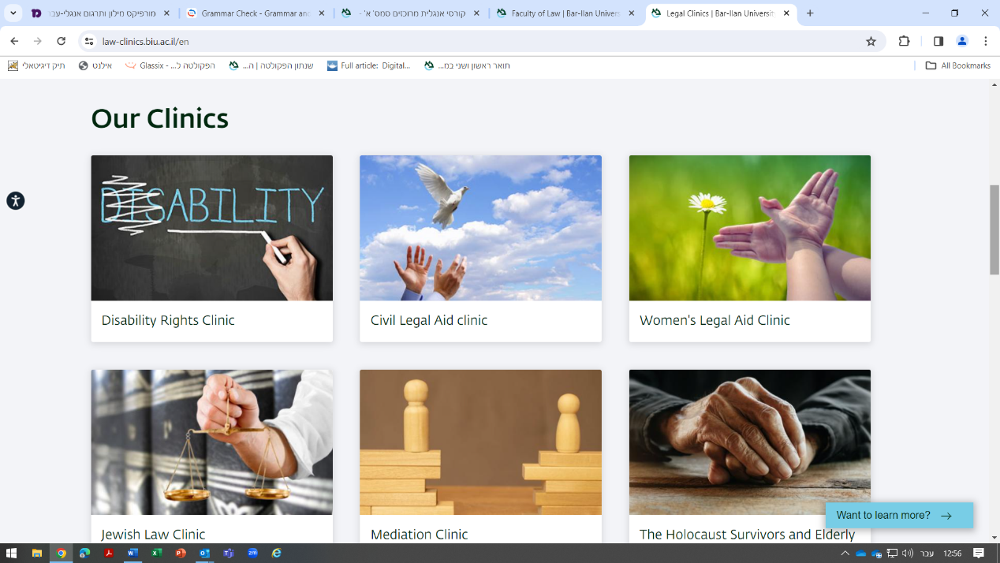 מורפיקס מילון ותרגום אנגלי-עבר
Grammar Check - Grammar and
קורסי אנגלית מרוכזים סמס' א' -
Faculty of Law | Bar-Ilan Univers
Legal Clinics | Bar-Ilan University
law-clinics.biu.ac.il/en
תיק דיגיטאלי
אילנט
Glassix - ...הפקולטה ל
שנתון הפקולטה | ה...
Full article: Digital...
תואר ראשון ושני במ...
All Bookmarks
Our Clinics
DISABILITY
Disability Rights Clinic
Civil Legal Aid clinic
Women's Legal Aid Clinic
Jewish Law Clinic
Mediation Clinic
The Holocaust Survivors and Elderly
Want to learn more?
עבר
12:56